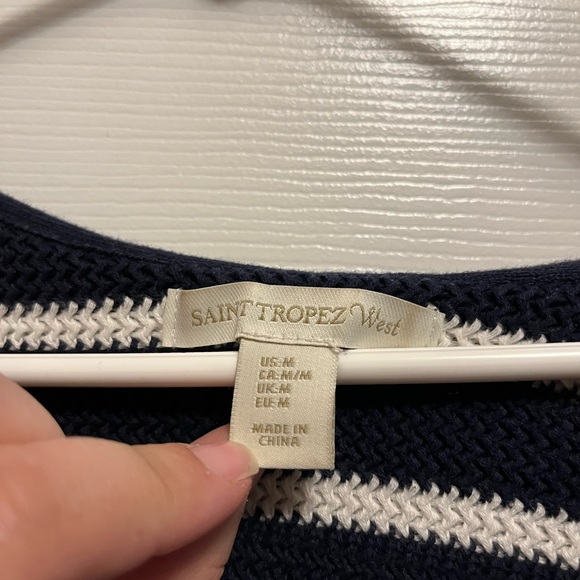 SAINT TROPEZ West
US:M
CA:M/M
UK:M
EU:M
MADE IN
CHINA